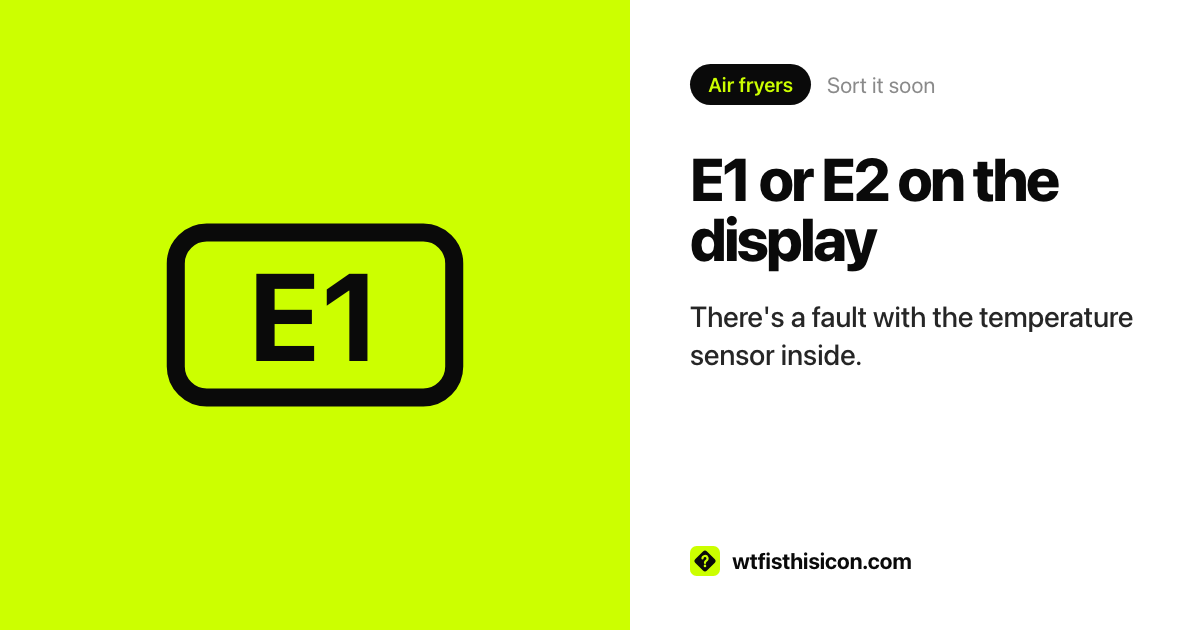 E1
Air fryers
Sort it soon
E1 or E2 on the
display
There's a fault with the temperature
sensor inside.
?
wtfisthisicon.com